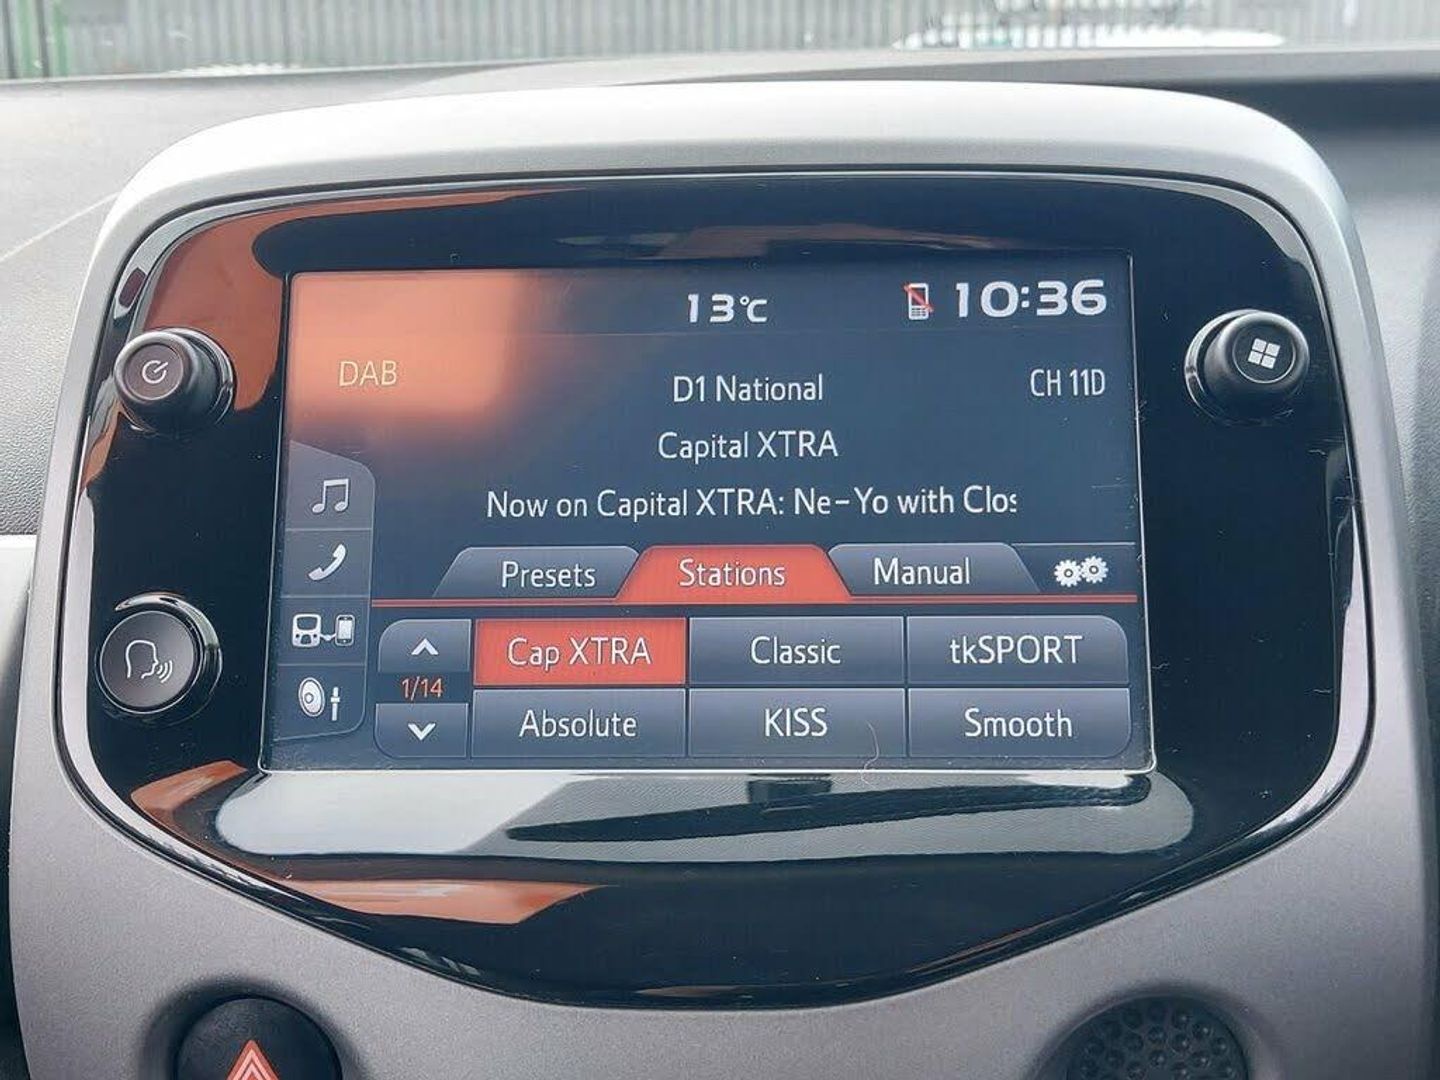 13°C 10:36
DAB
D1 National CH 11D
Capital XTRA
Now on Capital XTRA: Ne-Yo with Clos
Presets Stations Manual
Cap XTRA Classic tkSPORT
1/14
Absolute KISS Smooth